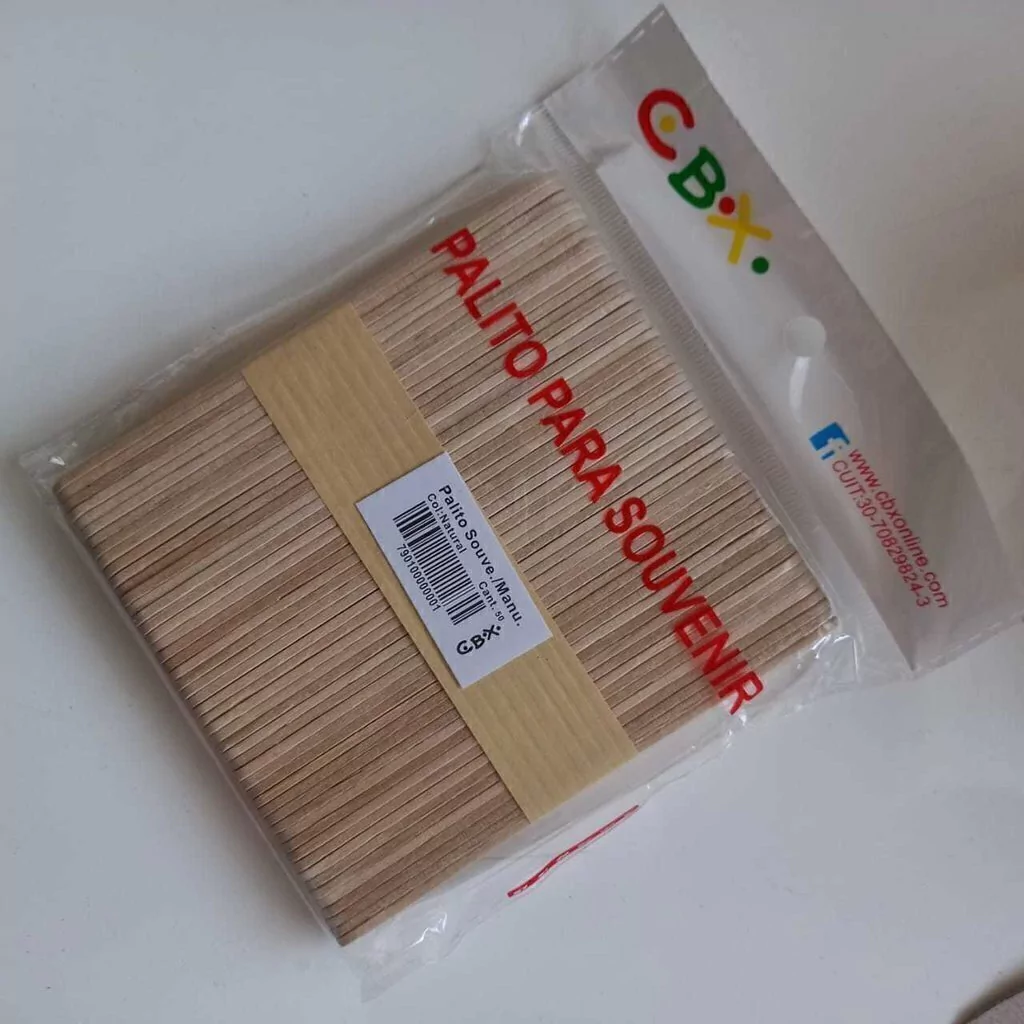 CBX.
www.cbxonline.com
CUIT:30-70829824-3
PALITO PARA SOUVENIR
Palito Souve./Manu.
Col:Natural
Cant. 50
790100000001
CBX.